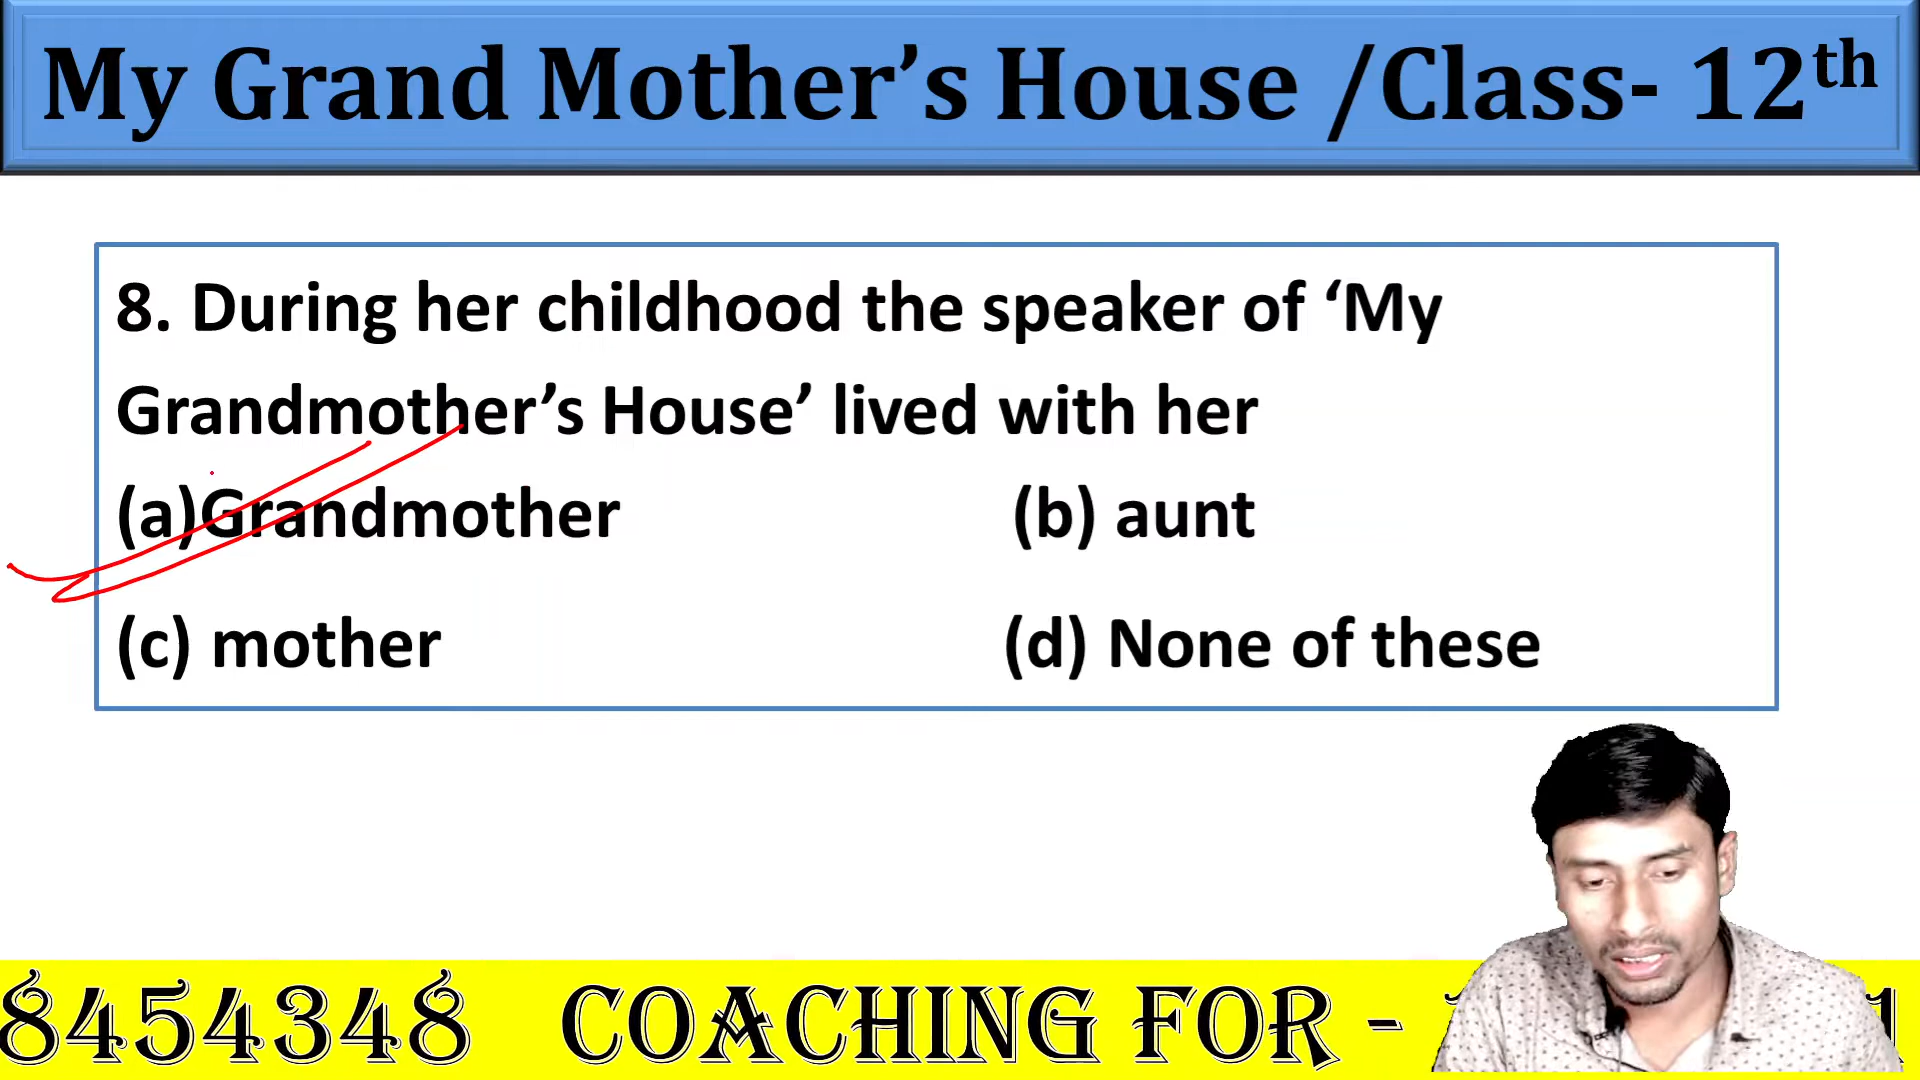 My Grand Mother’s House /Class- 12th
8. During her childhood the speaker of ‘My
Grandmother’s House’ lived with her
(a)Grandmother (b) aunt
(c) mother (d) None of these
8454348 COACHING FOR -